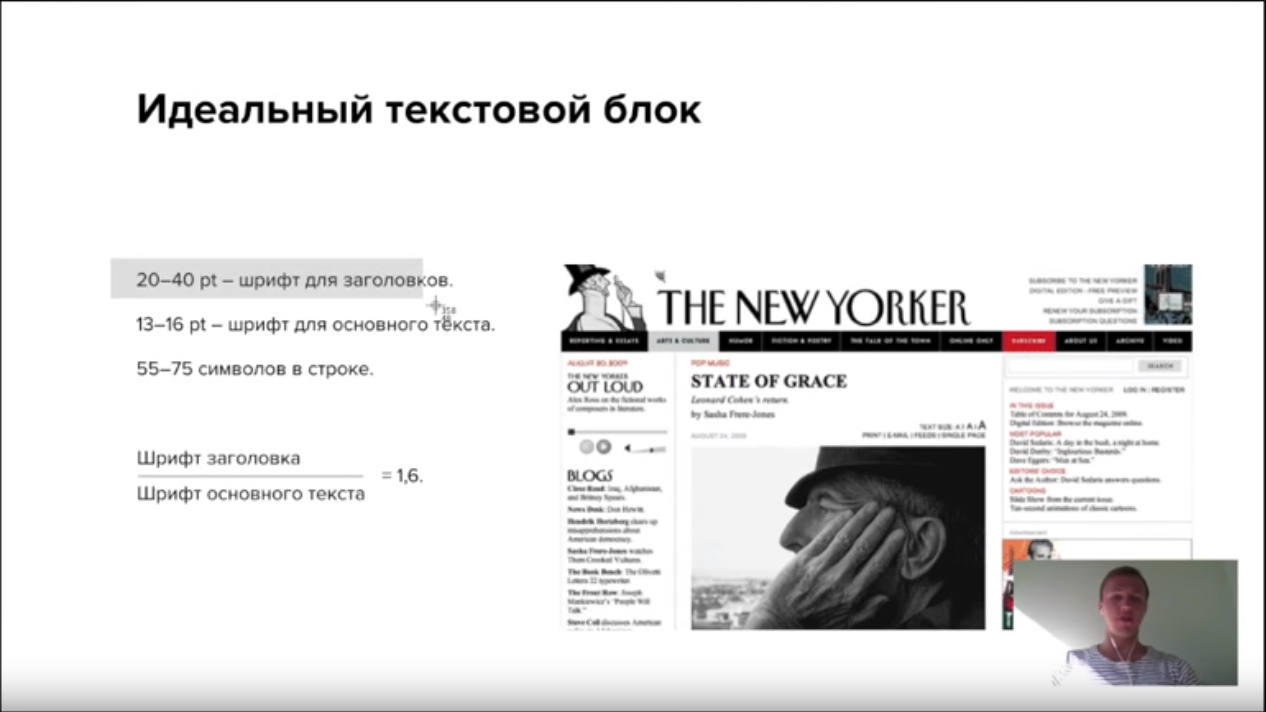 Идеальный текстовой блок
20–40 pt – шрифт для заголовков.
13–16 pt – шрифт для основного текста.
55–75 символов в строке.
Шрифт заголовка
= 1,6.
Шрифт основного текста
358
48
THE NEW YORKER
SUBSCRIBE TO THE NEW YORKER
DIGITAL EDITION - FREE PREVIEW
GIVE A GIFT
RENEW YOUR SUBSCRIPTION
SUBSCRIPTION QUESTIONS
REPORTING & ESSAYS ARTS & CULTURE HUMOR FICTION & POETRY THE TALK OF THE TOWN ONLINE ONLY SUBSCRIBE ABOUT US ARCHIVE VIDEO
AUGUST 20, 2009
THE NEW YORKER
OUT LOUD
Alex Ross on the fictional works
of composers in literature.
BLOGS
Close Read: Iraq, Afghanistan,
and Britney Spears.
News Desk: Don Hewitt.
Hendrik Hertzberg clears up
misapprehensions about
American democracy.
Sasha Frere-Jones watches
Them Crooked Vultures.
The Book Bench: The Olivetti
Lettera 22 typewriter.
The Front Row: Joseph
Mankiewicz's "People Will
Talk."
Steve Coll discusses American
POP MUSIC
STATE OF GRACE
Leonard Cohen's return.
by Sasha Frere-Jones
TEXT SIZE: A | A | A
AUGUST 24, 2009
PRINT | E-MAIL | FEEDS | SINGLE PAGE
SEARCH
WELCOME TO THE NEW YORKER LOG IN | REGISTER
IN THIS ISSUE
Table of Contents for August 24, 2009.
Digital Edition: Browse the magazine online.
MOST POPULAR
David Sedaris: A day in the bush, a night at home.
David Denby: "Inglourious Basterds."
Dave Eggers: "Max at Sea."
EDITORS' CHOICE
Ask the Author: David Sedaris answers questions.
CARTOONS
Slide Show from the current issue.
Ten-second animations of classic cartoons.
Advertisement